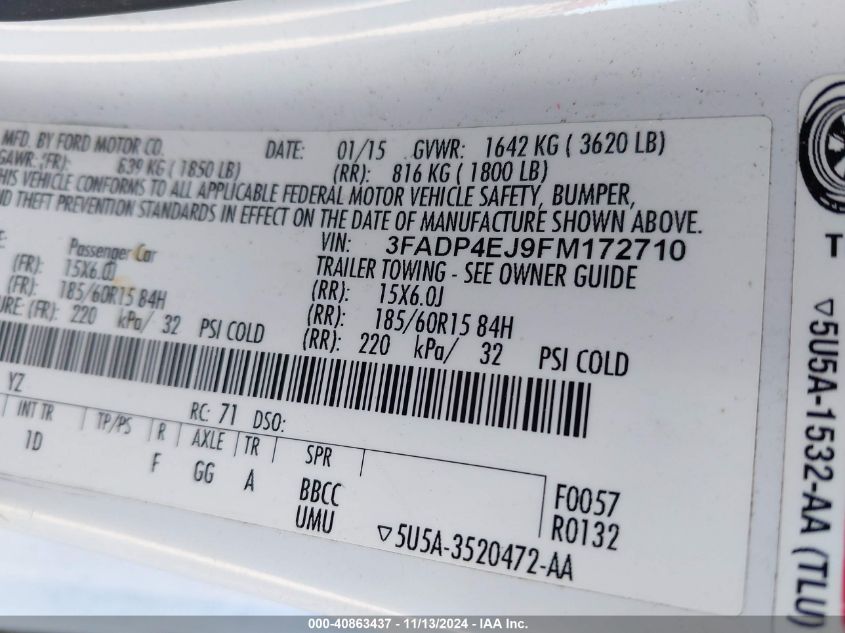 MFD. BY FORD MOTOR CO. DATE: 01/15 GVWR: 1642 KG ( 3620 LB)
GAWR: (FR): 839 KG ( 1850 LB) (RR): 816 KG ( 1800 LB)
THIS VEHICLE CONFORMS TO ALL APPLICABLE FEDERAL MOTOR VEHICLE SAFETY, BUMPER,
THEFT PREVENTION STANDARDS IN EFFECT ON THE DATE OF MANUFACTURE SHOWN ABOVE.
VIN: 3FADP4EJ9FM172710
Passenger Car TRAILER TOWING - SEE OWNER GUIDE
(FR): 15X6.0J (RR): 15X6.0J
(FR): 185/60R15 84H (RR): 185/60R15 84H
(FR): 220 kPa/ 32 PSI COLD (RR): 220 kPa/ 32 PSI COLD
YZ RC: 71 DSO:
INT TR TP/PS R AXLE TR SPR
1D F GG A BBCC F0057
UMU R0132
▽5U5A-3520472-AA
T
▽5U5A-1532-AA (TLU)
000-40863437 - 11/13/2024 - IAA Inc.